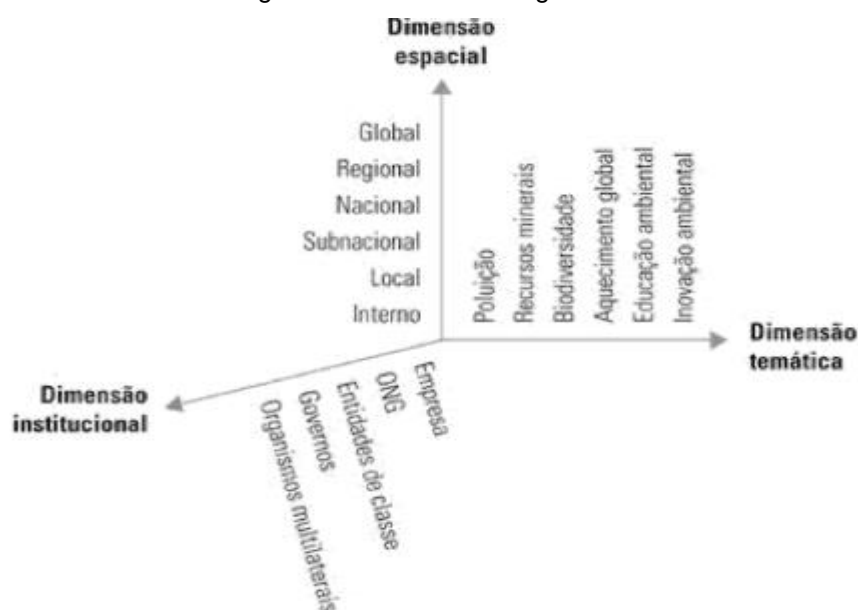 Dimensão
espacial
Global
Regional
Nacional
Subnacional
Local
Interno
Poluição
Recursos minerais
Biodiversidade
Aquecimento global
Educação ambiental
Inovação ambiental
Dimensão
temática
Dimensão
institucional
Empresa
ONG
Entidades de classe
Governos
Organismos multilaterais